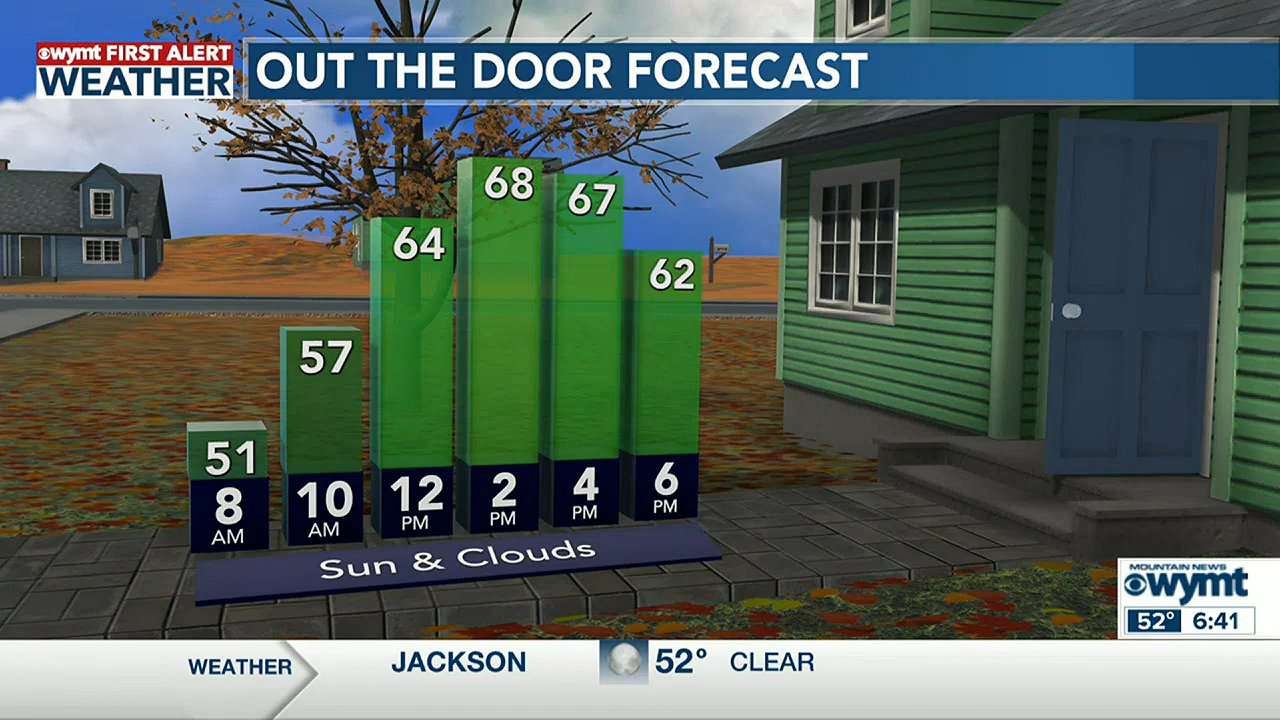 wymt FIRST ALERT
WEATHER
OUT THE DOOR FORECAST
68
67
64
62
57
51
8
AM
10
AM
12
PM
2
PM
4
PM
6
PM
Sun & Clouds
MOUNTAIN NEWS
wymt
52° 6:41
WEATHER JACKSON 52° CLEAR